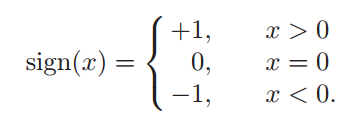 +1, x > 0
sign(x) = { 0, x = 0
−1, x < 0.